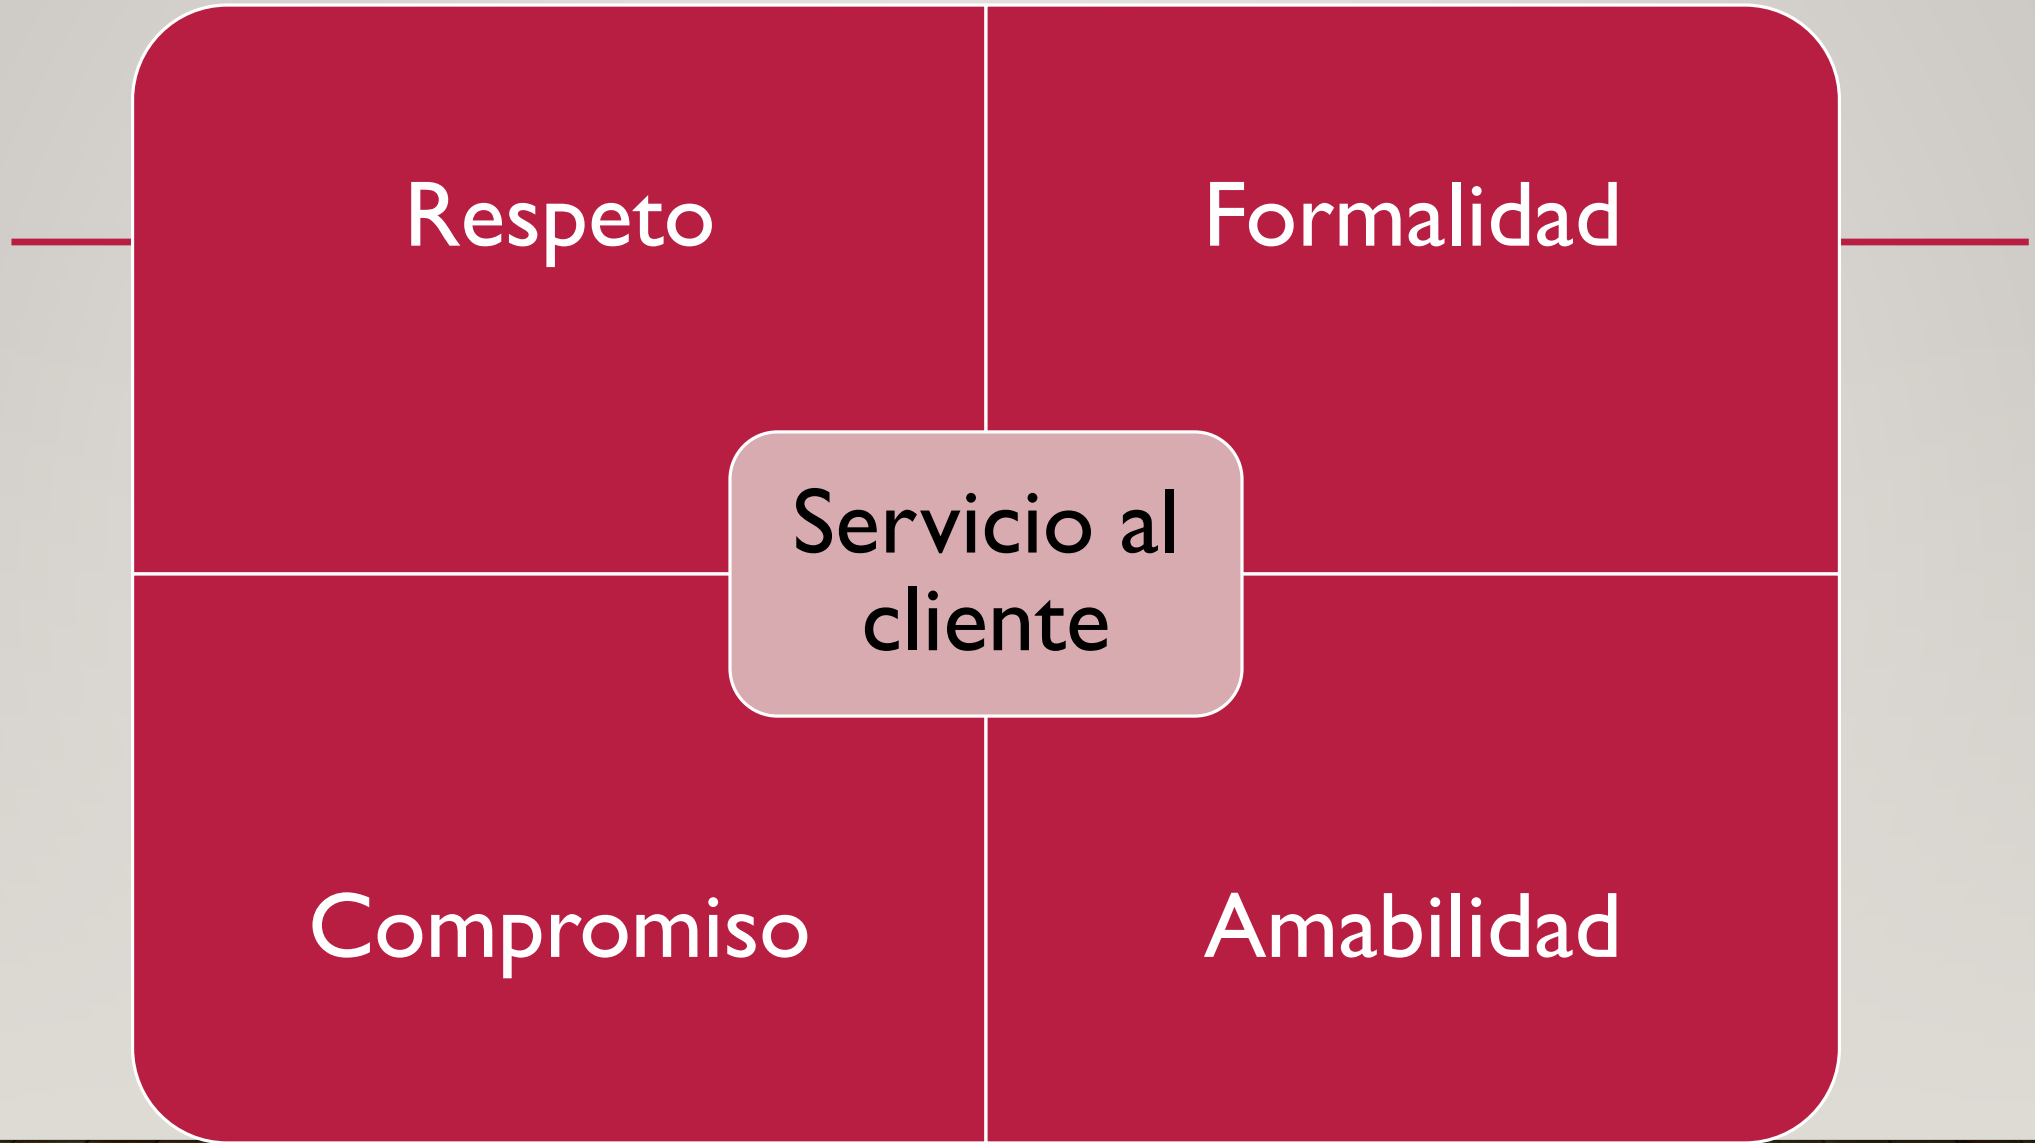 Respeto
Formalidad
Servicio al
cliente
Compromiso
Amabilidad